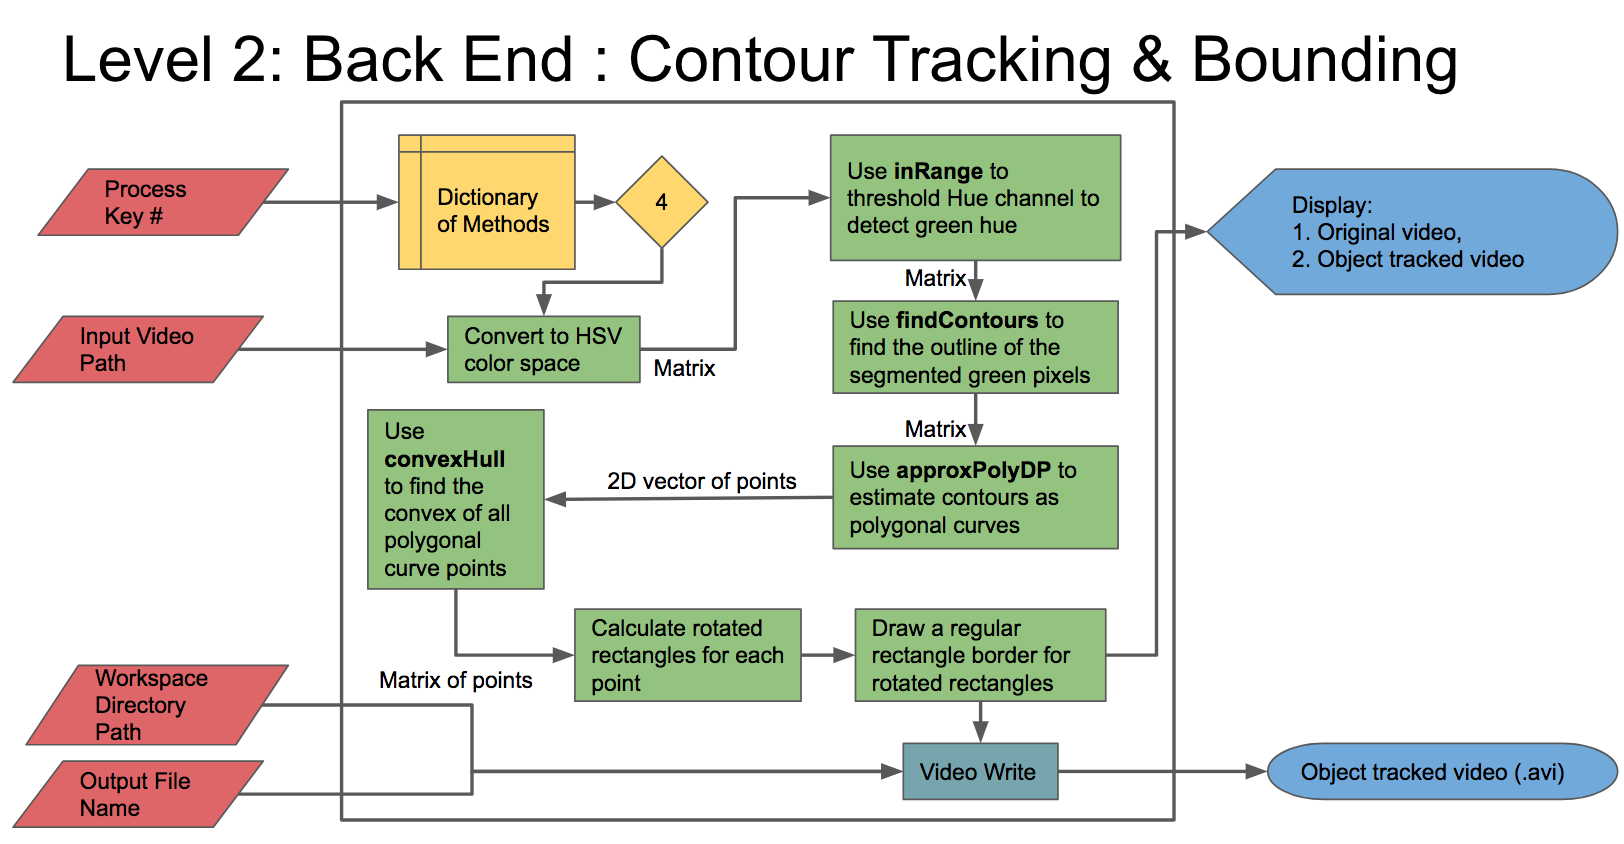 Level 2: Back End : Contour Tracking & Bounding
Process
Key #
Dictionary
of Methods
4
Use inRange to
threshold Hue channel to
detect green hue
Display:
1. Original video,
2. Object tracked video
Matrix
Input Video
Path
Convert to HSV
color space
Matrix
Use findContours to
find the outline of the
segmented green pixels
Matrix
Use
convexHull
to find the
convex of all
polygonal
curve points
2D vector of points
Use approxPolyDP to
estimate contours as
polygonal curves
Calculate rotated
rectangles for each
point
Draw a regular
rectangle border for
rotated rectangles
Matrix of points
Workspace
Directory
Path
Output File
Name
Video Write
Object tracked video (.avi)